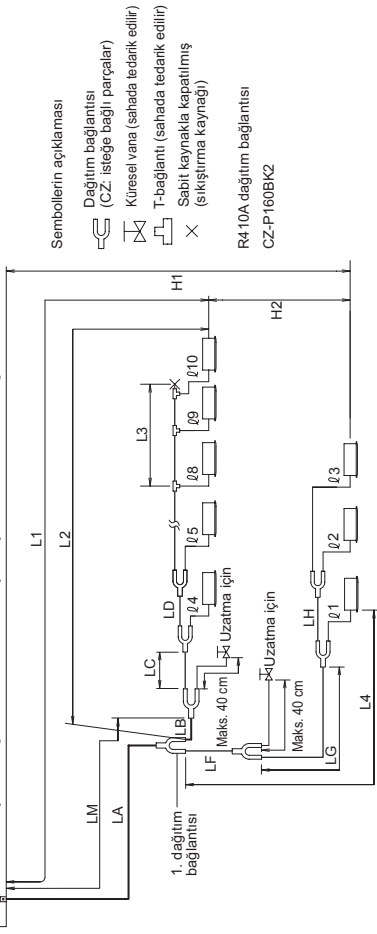 Sembollerin açıklaması
Dağıtım bağlantısı
(CZ: isteğe bağlı parçalar)
Küresel vana (sahada tedarik edilir)
T-bağlantı (sahada tedarik edilir)
Sabit kaynakla kapatılmış
(sıkıştırma kaynağı)
R410A dağıtım bağlantısı
CZ-P160BK2
H1
L1
L2
H2
L3
ℓ10
ℓ9
ℓ8
ℓ5
ℓ4
LD
LC
LB
Uzatma için
Maks. 40 cm
LM
LA
1. dağıtım
bağlantısı
LF
Uzatma için
Maks. 40 cm
LG
LH
ℓ3
ℓ2
ℓ1
L4